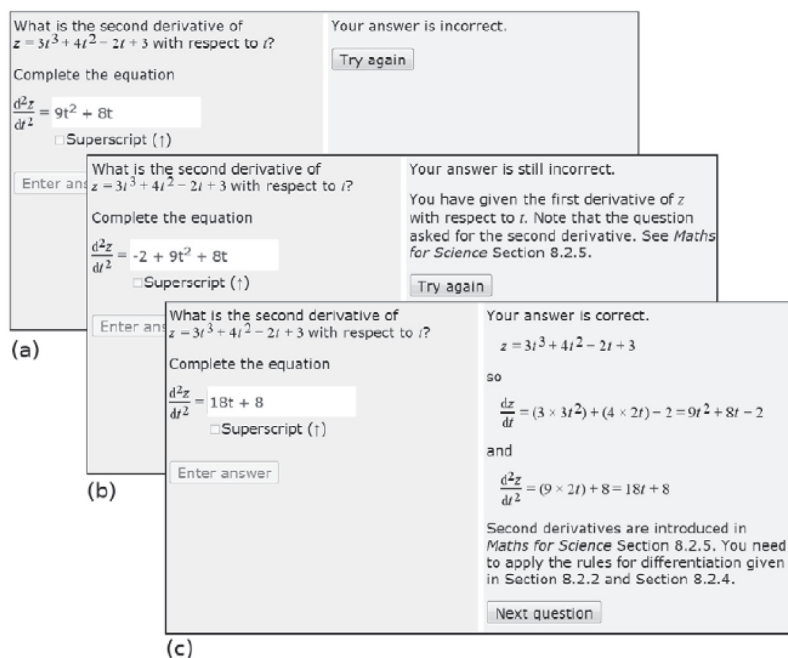 What is the second derivative of
z = 3t³ + 4t² – 2t + 3 with respect to t?
Complete the equation
d²z/dt² = 9t² + 8t
Superscript (↑)
Enter ans
Your answer is incorrect.
Try again
(a)
What is the second derivative of
z = 3t³ + 4t² – 2t + 3 with respect to t?
Complete the equation
d²z/dt² = -2 + 9t² + 8t
Superscript (↑)
Enter ans
Your answer is still incorrect.
You have given the first derivative of z
with respect to t. Note that the question
asked for the second derivative. See Maths
for Science Section 8.2.5.
Try again
(b)
What is the second derivative of
z = 3t³ + 4t² – 2t + 3 with respect to t?
Complete the equation
d²z/dt² = 18t + 8
Superscript (↑)
Enter answer
Your answer is correct.
z = 3t³ + 4t² – 2t + 3
so
dz/dt = (3 × 3t²) + (4 × 2t) – 2 = 9t² + 8t – 2
and
d²z/dt² = (9 × 2t) + 8 = 18t + 8
Second derivatives are introduced in
Maths for Science Section 8.2.5. You need
to apply the rules for differentiation given
in Section 8.2.2 and Section 8.2.4.
Next question
(c)